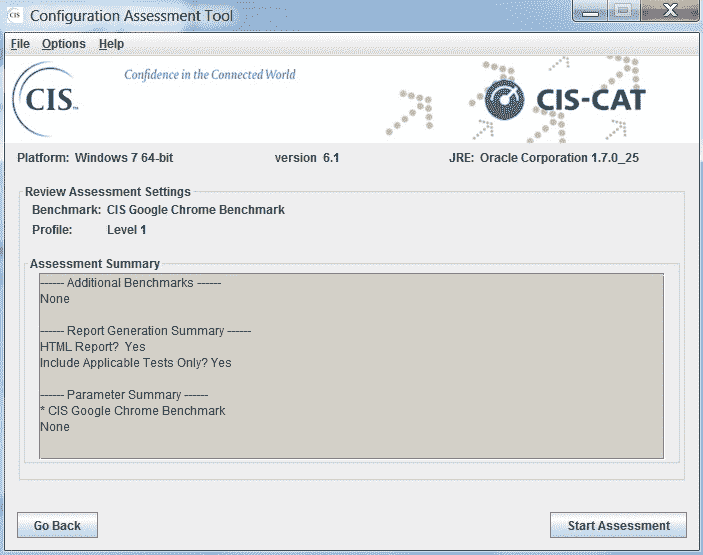 CIS Configuration Assessment Tool
File Options Help
CIS™ Confidence in the Connected World CIS-CAT
Platform: Windows 7 64-bit version 6.1 JRE: Oracle Corporation 1.7.0_25
Review Assessment Settings
Benchmark: CIS Google Chrome Benchmark
Profile: Level 1
Assessment Summary
------ Additional Benchmarks ------
None
------ Report Generation Summary ------
HTML Report? Yes
Include Applicable Tests Only? Yes
------ Parameter Summary ------
* CIS Google Chrome Benchmark
None
Go Back Start Assessment